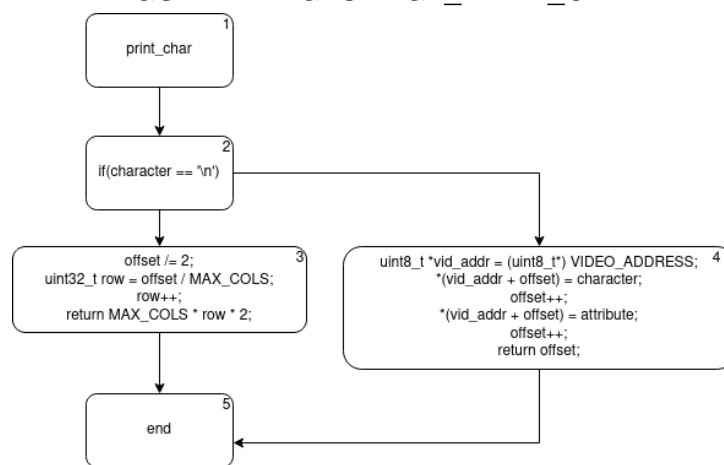 1
print_char
2
if(character == '\n')
3
offset /= 2;
uint32_t row = offset / MAX_COLS;
row++;
return MAX_COLS * row * 2;
4
uint8_t *vid_addr = (uint8_t*) VIDEO_ADDRESS;
*(vid_addr + offset) = character;
offset++;
*(vid_addr + offset) = attribute;
offset++;
return offset;
5
end